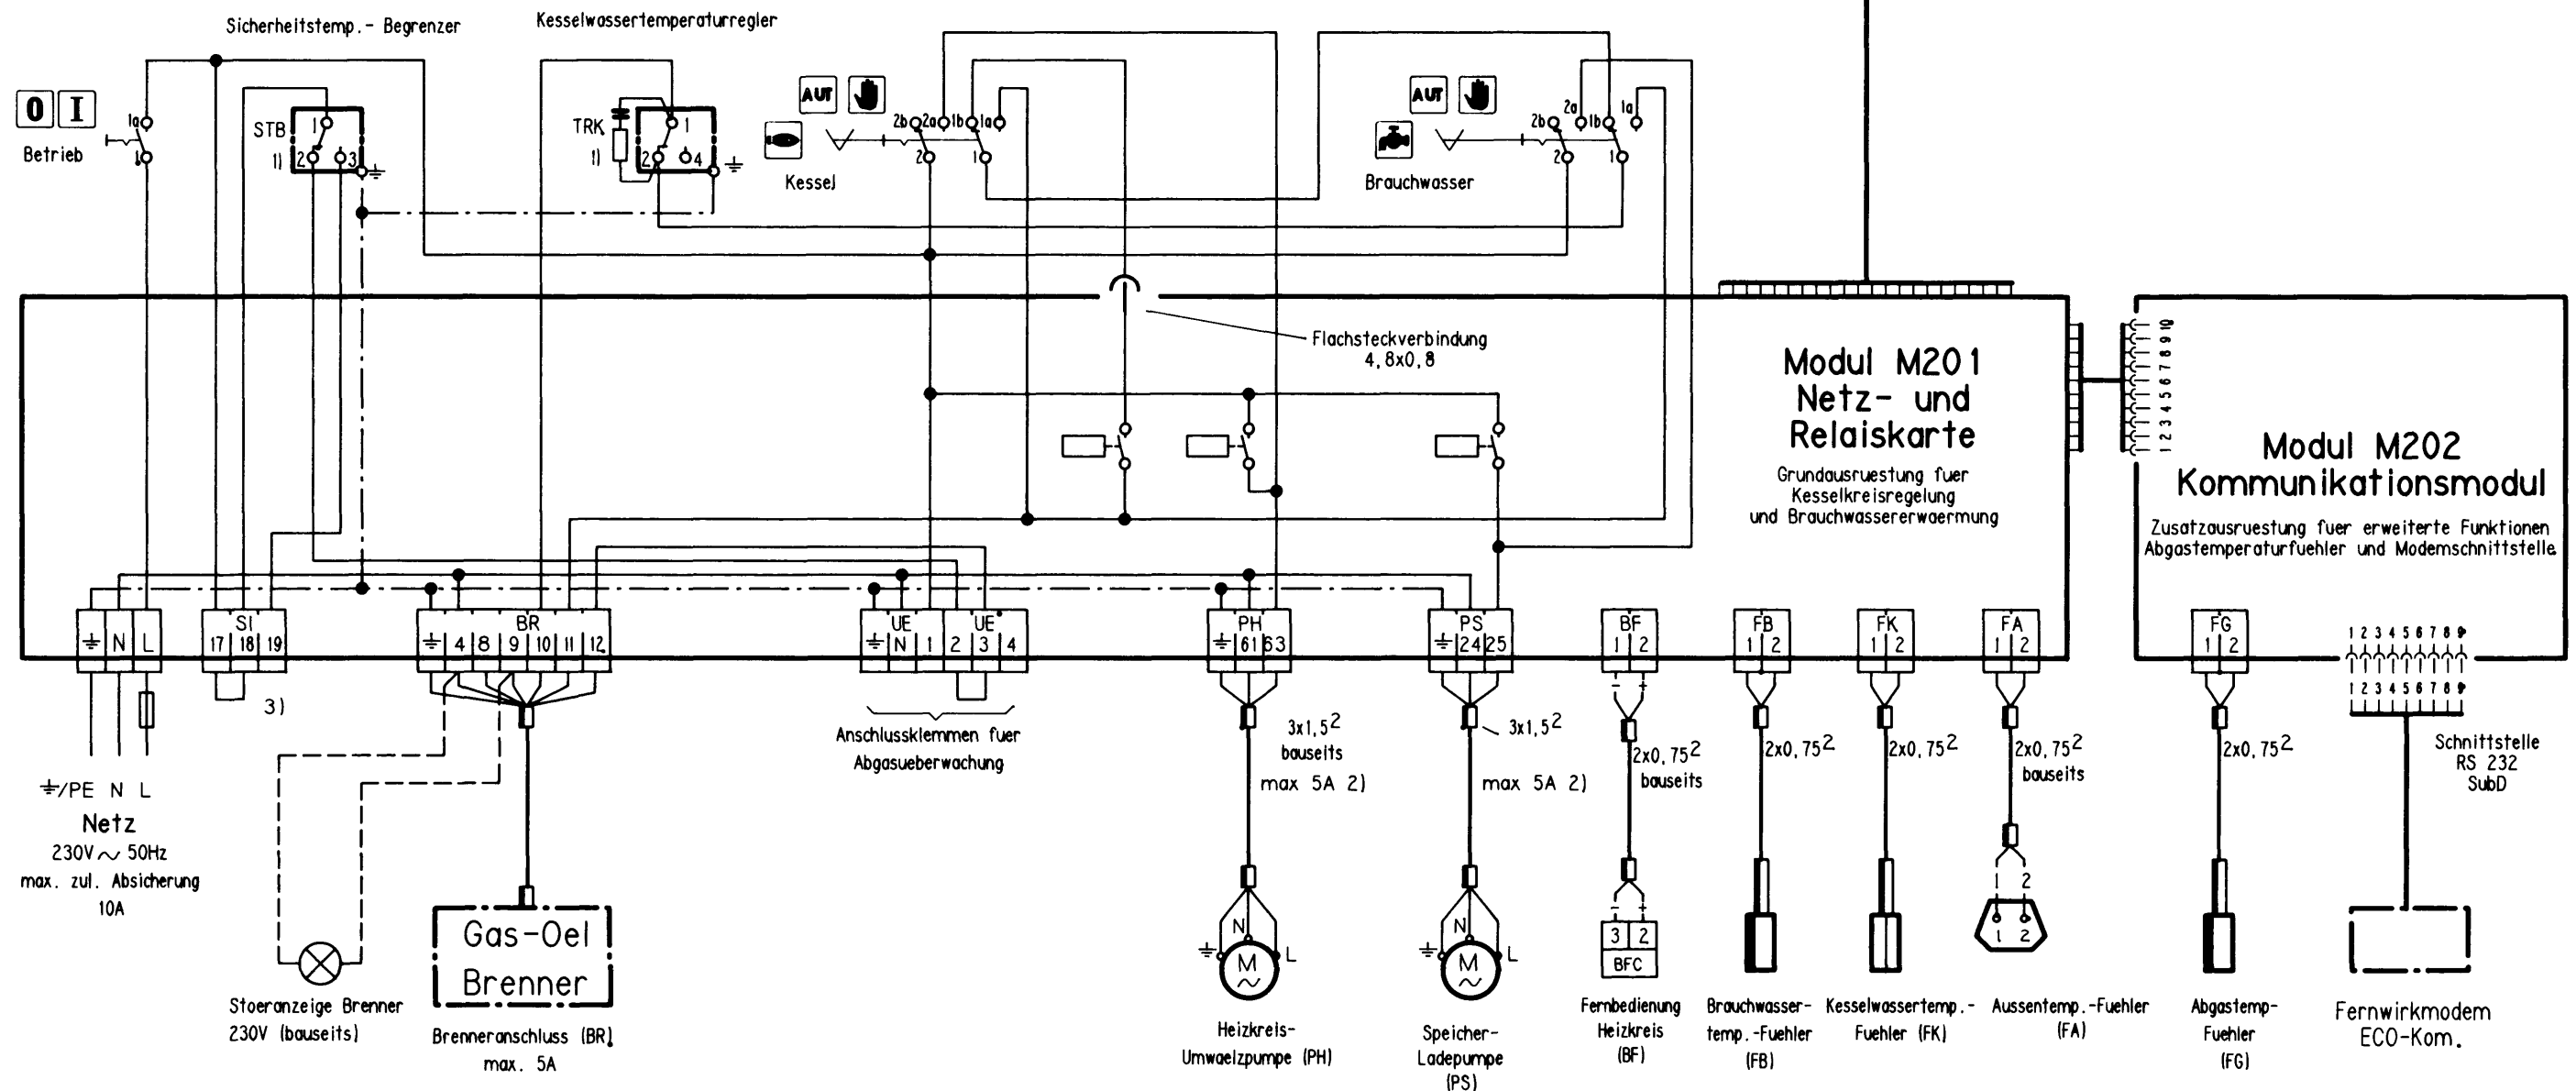 Sicherheitstemp.- Begrenzer
Kesselwassertemperaturregler
0 I
Betrieb
1a
1
STB
1)
1
2
3
TRK
1)
1
2
4
AUT
Kessel
2b 2a 1b 1a
2
1
AUT
Brauchwasser
2b 2a 1b 1a
2
1
Flachsteckverbindung
4,8x0,8
Modul M201
Netz- und
Relaiskarte
Grundausruestung fuer
Kesselkreisregelung
und Brauchwassererwaermung
1 2 3 4 5 6 7 8 9 10
Modul M202
Kommunikationsmodul
Zusatzausruestung fuer erweiterte Funktionen
Abgastemperaturfuehler und Modemschnittstelle
N L
SI
17 18 19
BR
4 8 9 10 11 12
UE
N 1
UE
2 3 4
PH
61 63
PS
24 25
BF
1 2
FB
1 2
FK
1 2
FA
1 2
FG
1 2
1 2 3 4 5 6 7 8 9
1 2 3 4 5 6 7 8 9
3)
/PE N L
Netz
230V ~ 50Hz
max. zul. Absicherung
10A
Stoeranzeige Brenner
230V (bauseits)
Gas-Oel
Brenner
Brenneranschluss (BR)
max. 5A
Anschlussklemmen fuer
Abgasueberwachung
3x1,5²
bauseits
max 5A 2)
N
L
M
~
Heizkreis-
Umwaelzpumpe (PH)
3x1,5²
max 5A 2)
N
L
M
~
Speicher-
Ladepumpe
(PS)
- +
2x0,75²
bauseits
- +
3 2
BFC
Fernbedienung
Heizkreis
(BF)
2x0,75²
Brauchwasser-
temp.-Fuehler
(FB)
2x0,75²
Kesselwassertemp.-
Fuehler (FK)
2x0,75²
bauseits
1 2
1 2
Aussentemp.-Fuehler
(FA)
2x0,75²
Abgastemp-
Fuehler
(FG)
Schnittstelle
RS 232
SubD
Fernwirkmodem
ECO-Kom.